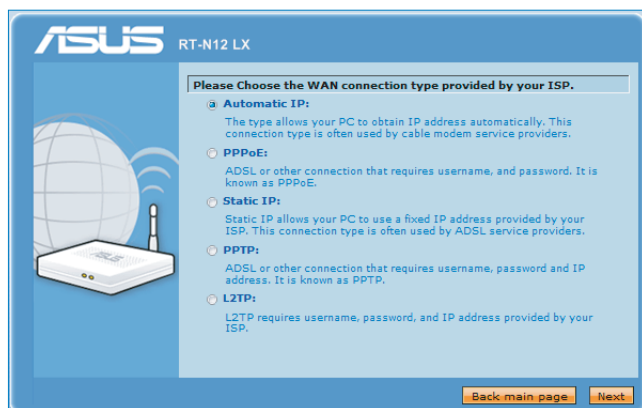 ASUS RT-N12 LX
Please Choose the WAN connection type provided by your ISP.
Automatic IP:
The type allows your PC to obtain IP address automatically. This
connection type is often used by cable modem service providers.
PPPoE:
ADSL or other connection that requires username, and password. It is
known as PPPoE.
Static IP:
Static IP allows your PC to use a fixed IP address provided by your
ISP. This connection type is often used by ADSL service providers.
PPTP:
ADSL or other connection that requires username, password and IP
address. It is known as PPTP.
L2TP:
L2TP requires username, password, and IP address provided by your
ISP.
Back main page Next